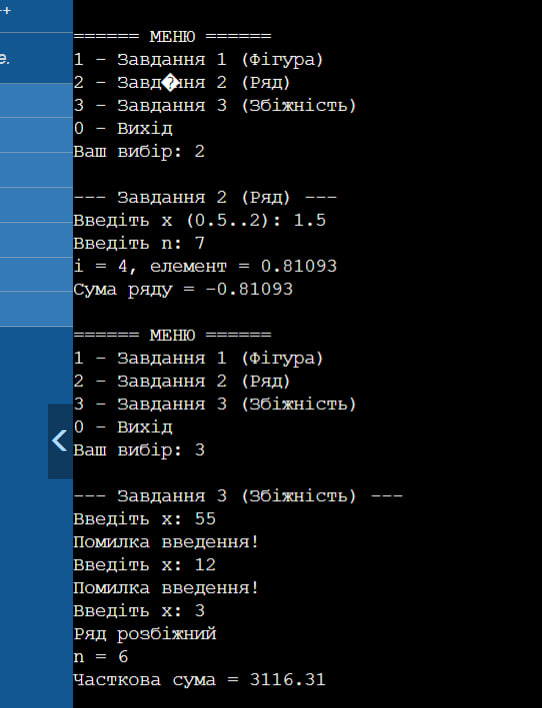 ++
е.
====== МЕНЮ ======
1 - Завдання 1 (Фігура)
2 - Завд�ння 2 (Ряд)
3 - Завдання 3 (Збіжність)
0 - Вихід
Ваш вибір: 2
--- Завдання 2 (Ряд) ---
Введіть x (0.5..2): 1.5
Введіть n: 7
i = 4, елемент = 0.81093
Сума ряду = -0.81093
====== МЕНЮ ======
1 - Завдання 1 (Фігура)
2 - Завдання 2 (Ряд)
3 - Завдання 3 (Збіжність)
0 - Вихід
Ваш вибір: 3
--- Завдання 3 (Збіжність) ---
Введіть x: 55
Помилка введення!
Введіть x: 12
Помилка введення!
Введіть x: 3
Ряд розбіжний
n = 6
Часткова сума = 3116.31